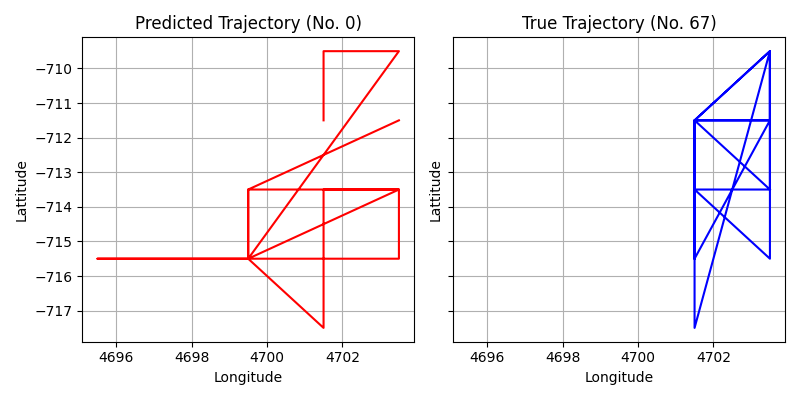 Predicted Trajectory (No. 0)
True Trajectory (No. 67)
Lattitude
−710
−711
−712
−713
−714
−715
−716
−717
4696
4698
4700
4702
Longitude
Lattitude
4696
4698
4700
4702
Longitude